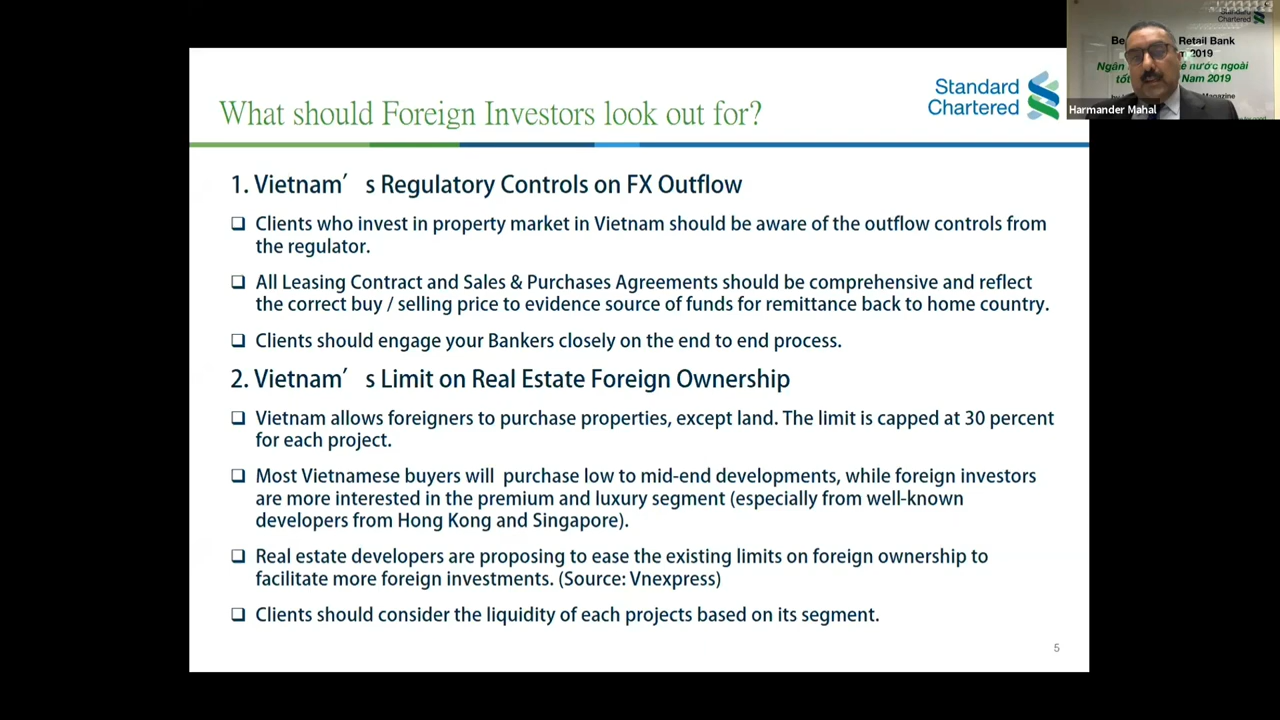 What should Foreign Investors look out for?
Standard
Chartered
1. Vietnam′ s Regulatory Controls on FX Outflow
❑ Clients who invest in property market in Vietnam should be aware of the outflow controls from
the regulator.
❑ All Leasing Contract and Sales & Purchases Agreements should be comprehensive and reflect
the correct buy / selling price to evidence source of funds for remittance back to home country.
❑ Clients should engage your Bankers closely on the end to end process.
2. Vietnam′ s Limit on Real Estate Foreign Ownership
❑ Vietnam allows foreigners to purchase properties, except land. The limit is capped at 30 percent
for each project.
❑ Most Vietnamese buyers will purchase low to mid-end developments, while foreign investors
are more interested in the premium and luxury segment (especially from well-known
developers from Hong Kong and Singapore).
❑ Real estate developers are proposing to ease the existing limits on foreign ownership to
facilitate more foreign investments. (Source: Vnexpress)
❑ Clients should consider the liquidity of each projects based on its segment.
5
Standard
Chartered
Retail Bank
2019
Ngân nước ngoài
Nam 2019
Magazine
Harmander Mahal